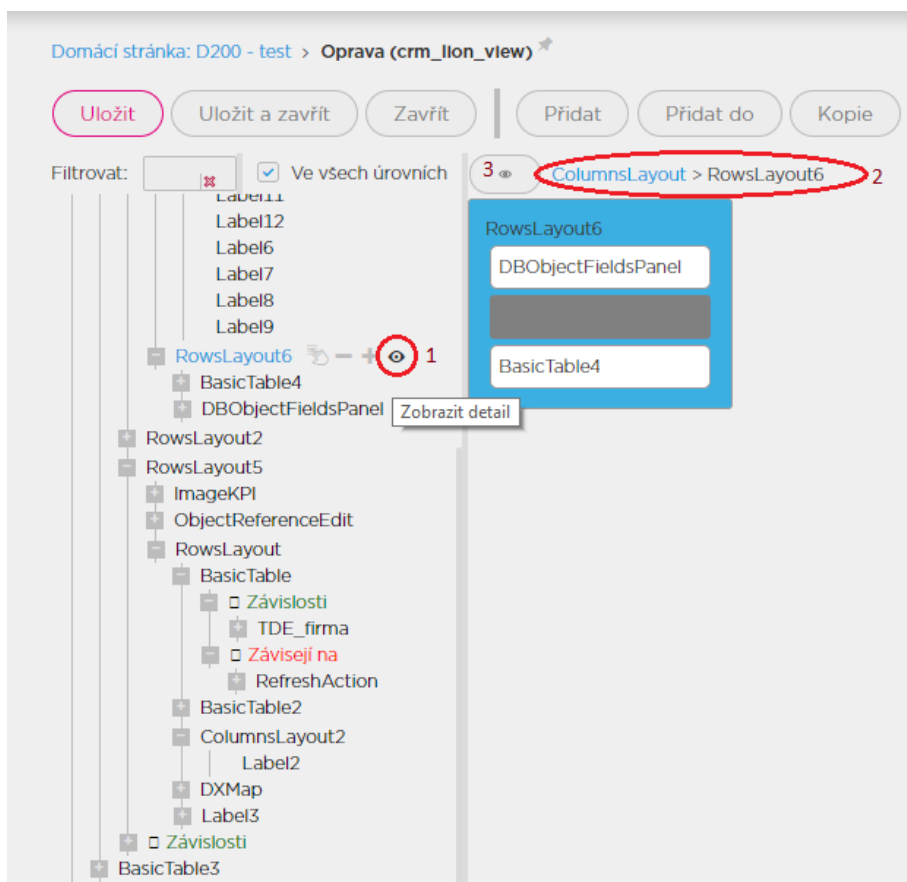 Domácí stránka: D200 - test > Oprava (crm_lion_view)
Uložit Uložit a zavřít Zavřít Přidat Přidat do Kopie
Filtrovat: Ve všech úrovních 3 ColumnsLayout > RowsLayout6 2
Label11
Label12
Label6
Label7
Label8
Label9
RowsLayout6 1
BasicTable4
DBObjectFieldsPanel
Zobrazit detail
RowsLayout2
RowsLayout5
ImageKPI
ObjectReferenceEdit
RowsLayout
BasicTable
Závislosti
TDE_firma
Závisejí na
RefreshAction
BasicTable2
ColumnsLayout2
Label2
DXMap
Label3
Závislosti
BasicTable3
RowsLayout6
DBObjectFieldsPanel
BasicTable4